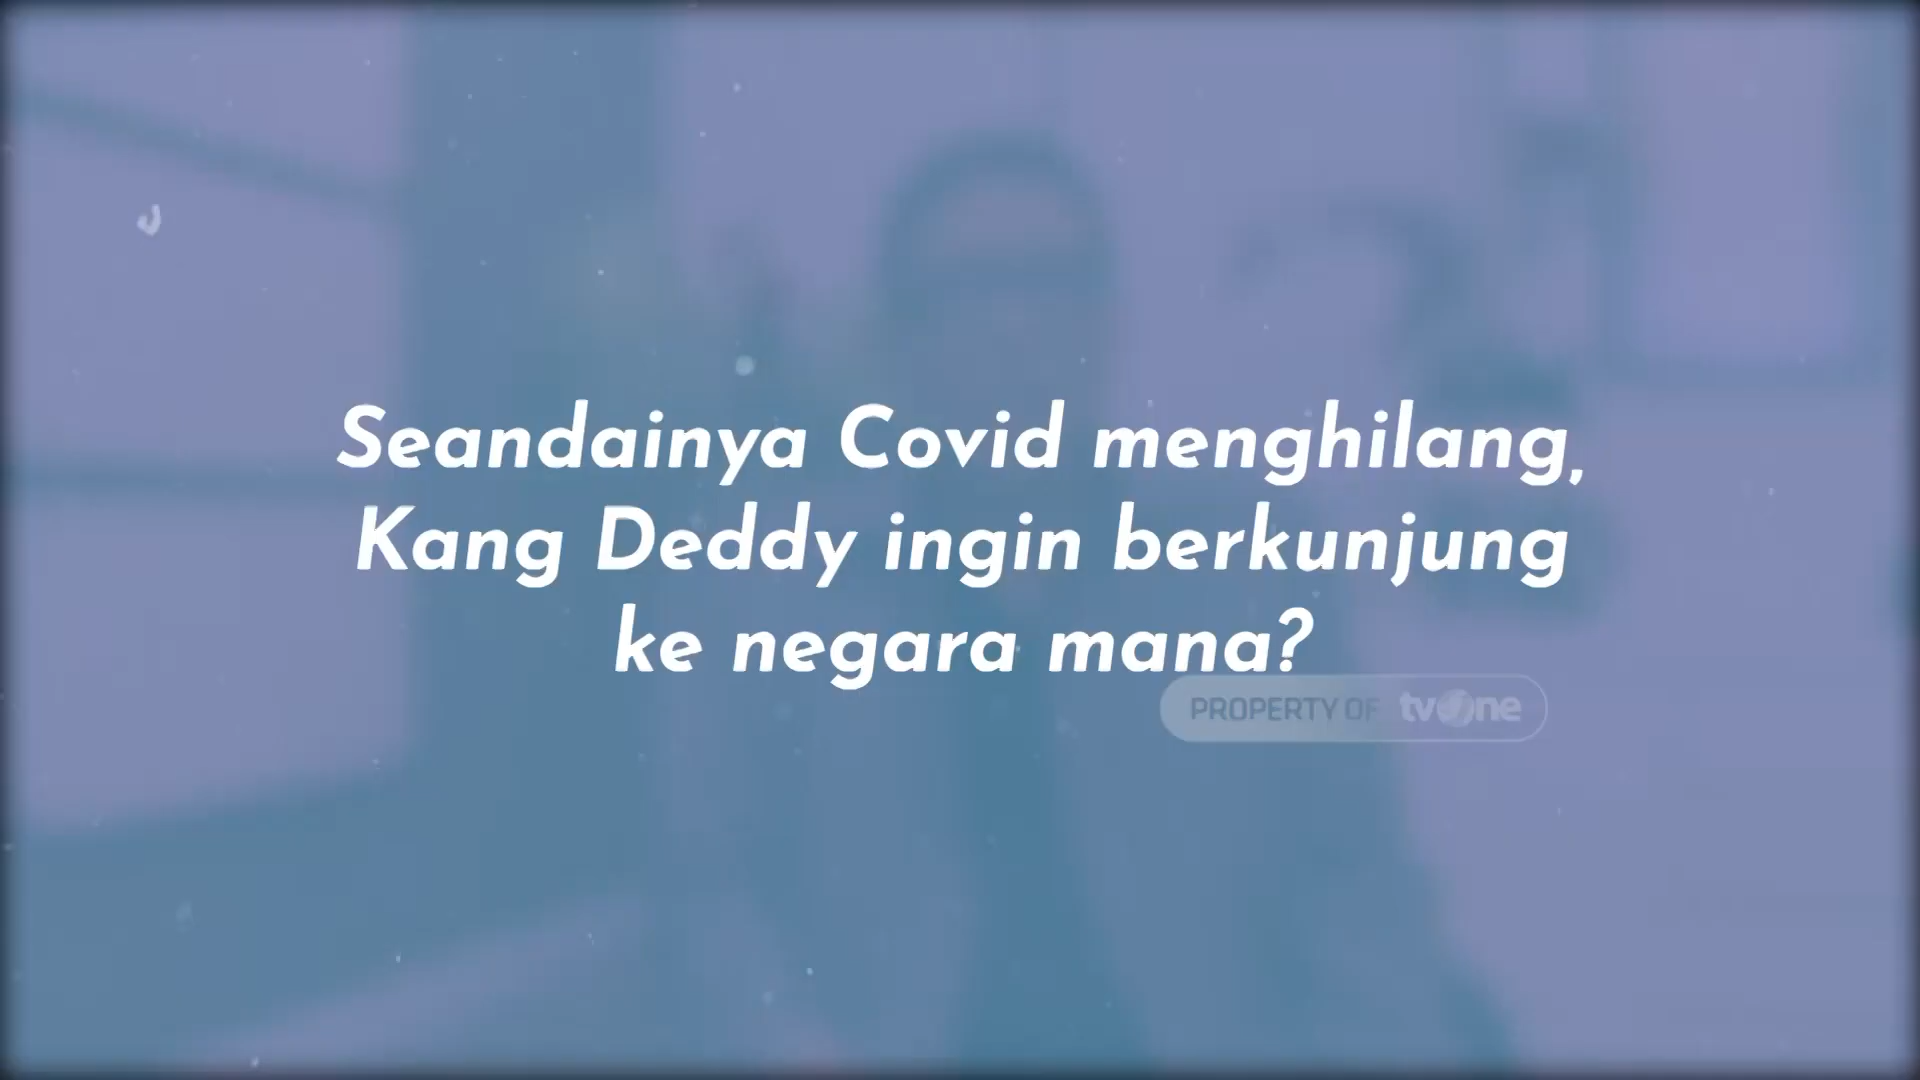 Seandainya Covid menghilang,
Kang Deddy ingin berkunjung
ke negara mana?
PROPERTY OF tvOne